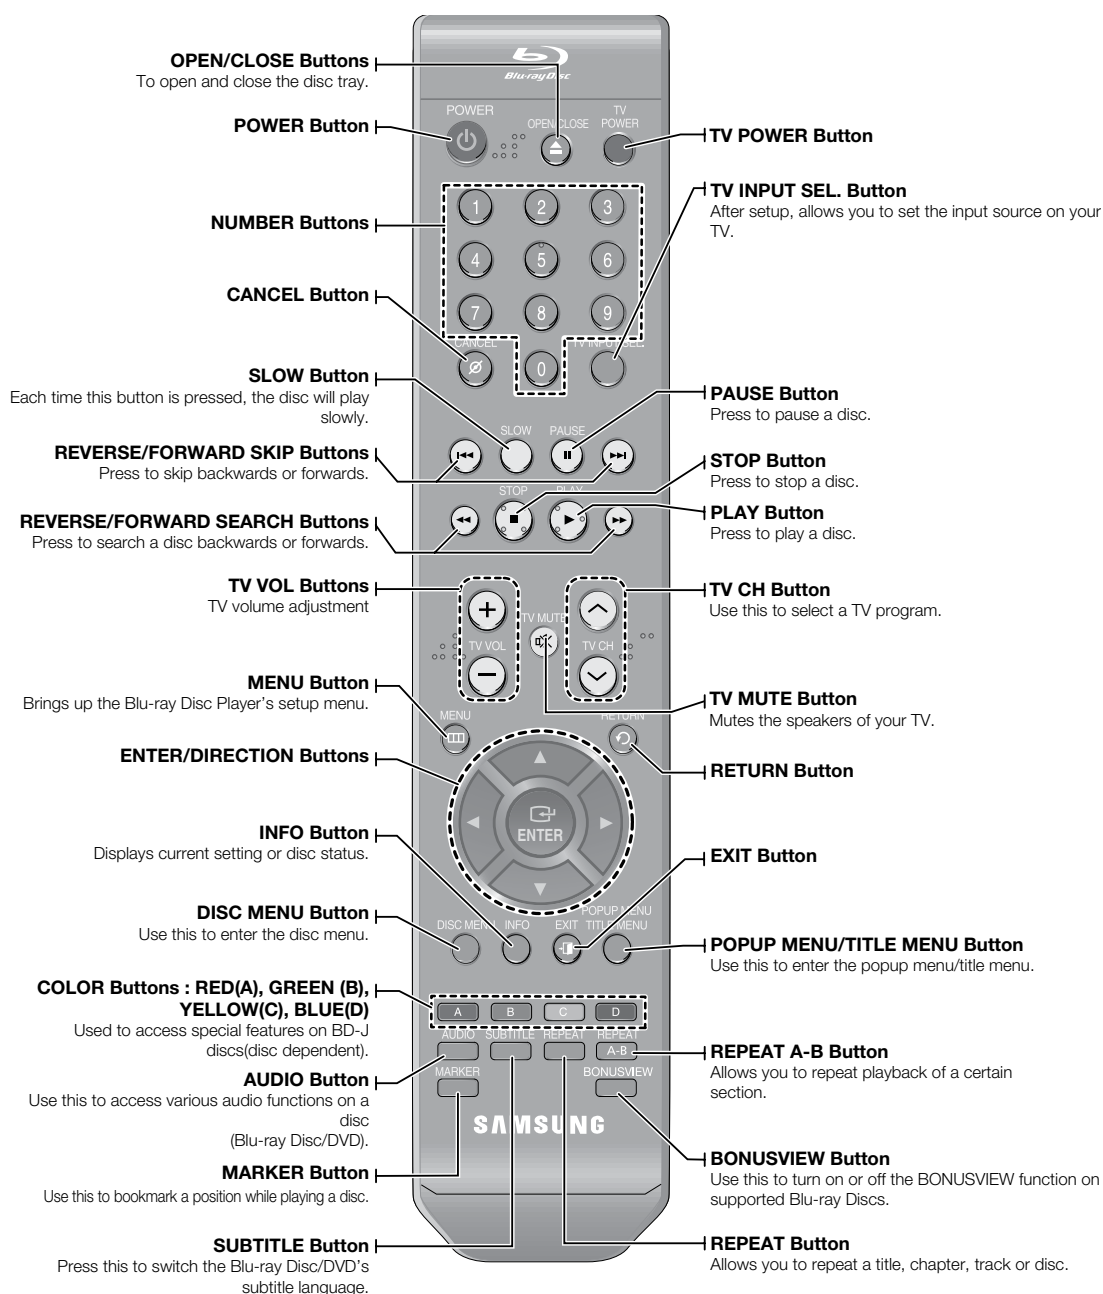 OPEN/CLOSE Buttons
To open and close the disc tray.
POWER Button
NUMBER Buttons
CANCEL Button
SLOW Button
Each time this button is pressed, the disc will play
slowly.
REVERSE/FORWARD SKIP Buttons
Press to skip backwards or forwards.
REVERSE/FORWARD SEARCH Buttons
Press to search a disc backwards or forwards.
TV VOL Buttons
TV volume adjustment
MENU Button
Brings up the Blu-ray Disc Player's setup menu.
ENTER/DIRECTION Buttons
INFO Button
Displays current setting or disc status.
DISC MENU Button
Use this to enter the disc menu.
COLOR Buttons : RED(A), GREEN (B),
YELLOW(C), BLUE(D)
Used to access special features on BD-J
discs(disc dependent).
AUDIO Button
Use this to access various audio functions on a
disc
(Blu-ray Disc/DVD).
MARKER Button
Use this to bookmark a position while playing a disc.
SUBTITLE Button
Press this to switch the Blu-ray Disc/DVD's
subtitle language.
Blu-ray Disc
POWER
OPEN/CLOSE
TV
POWER
1 2 3
4 5 6
7 8 9
CANCEL
TV INPUT SEL.
0
SLOW
PAUSE
STOP
PLAY
TV VOL
TV MUTE
TV CH
MENU
RETURN
ENTER
DISC MENU
INFO
EXIT
POPUP MENU
TITLE MENU
A B C D
AUDIO
SUBTITLE
REPEAT
REPEAT
A-B
MARKER
BONUSVIEW
SAMSUNG
TV POWER Button
TV INPUT SEL. Button
After setup, allows you to set the input source on your
TV.
PAUSE Button
Press to pause a disc.
STOP Button
Press to stop a disc.
PLAY Button
Press to play a disc.
TV CH Button
Use this to select a TV program.
TV MUTE Button
Mutes the speakers of your TV.
RETURN Button
EXIT Button
POPUP MENU/TITLE MENU Button
Use this to enter the popup menu/title menu.
REPEAT A-B Button
Allows you to repeat playback of a certain
section.
BONUSVIEW Button
Use this to turn on or off the BONUSVIEW function on
supported Blu-ray Discs.
REPEAT Button
Allows you to repeat a title, chapter, track or disc.